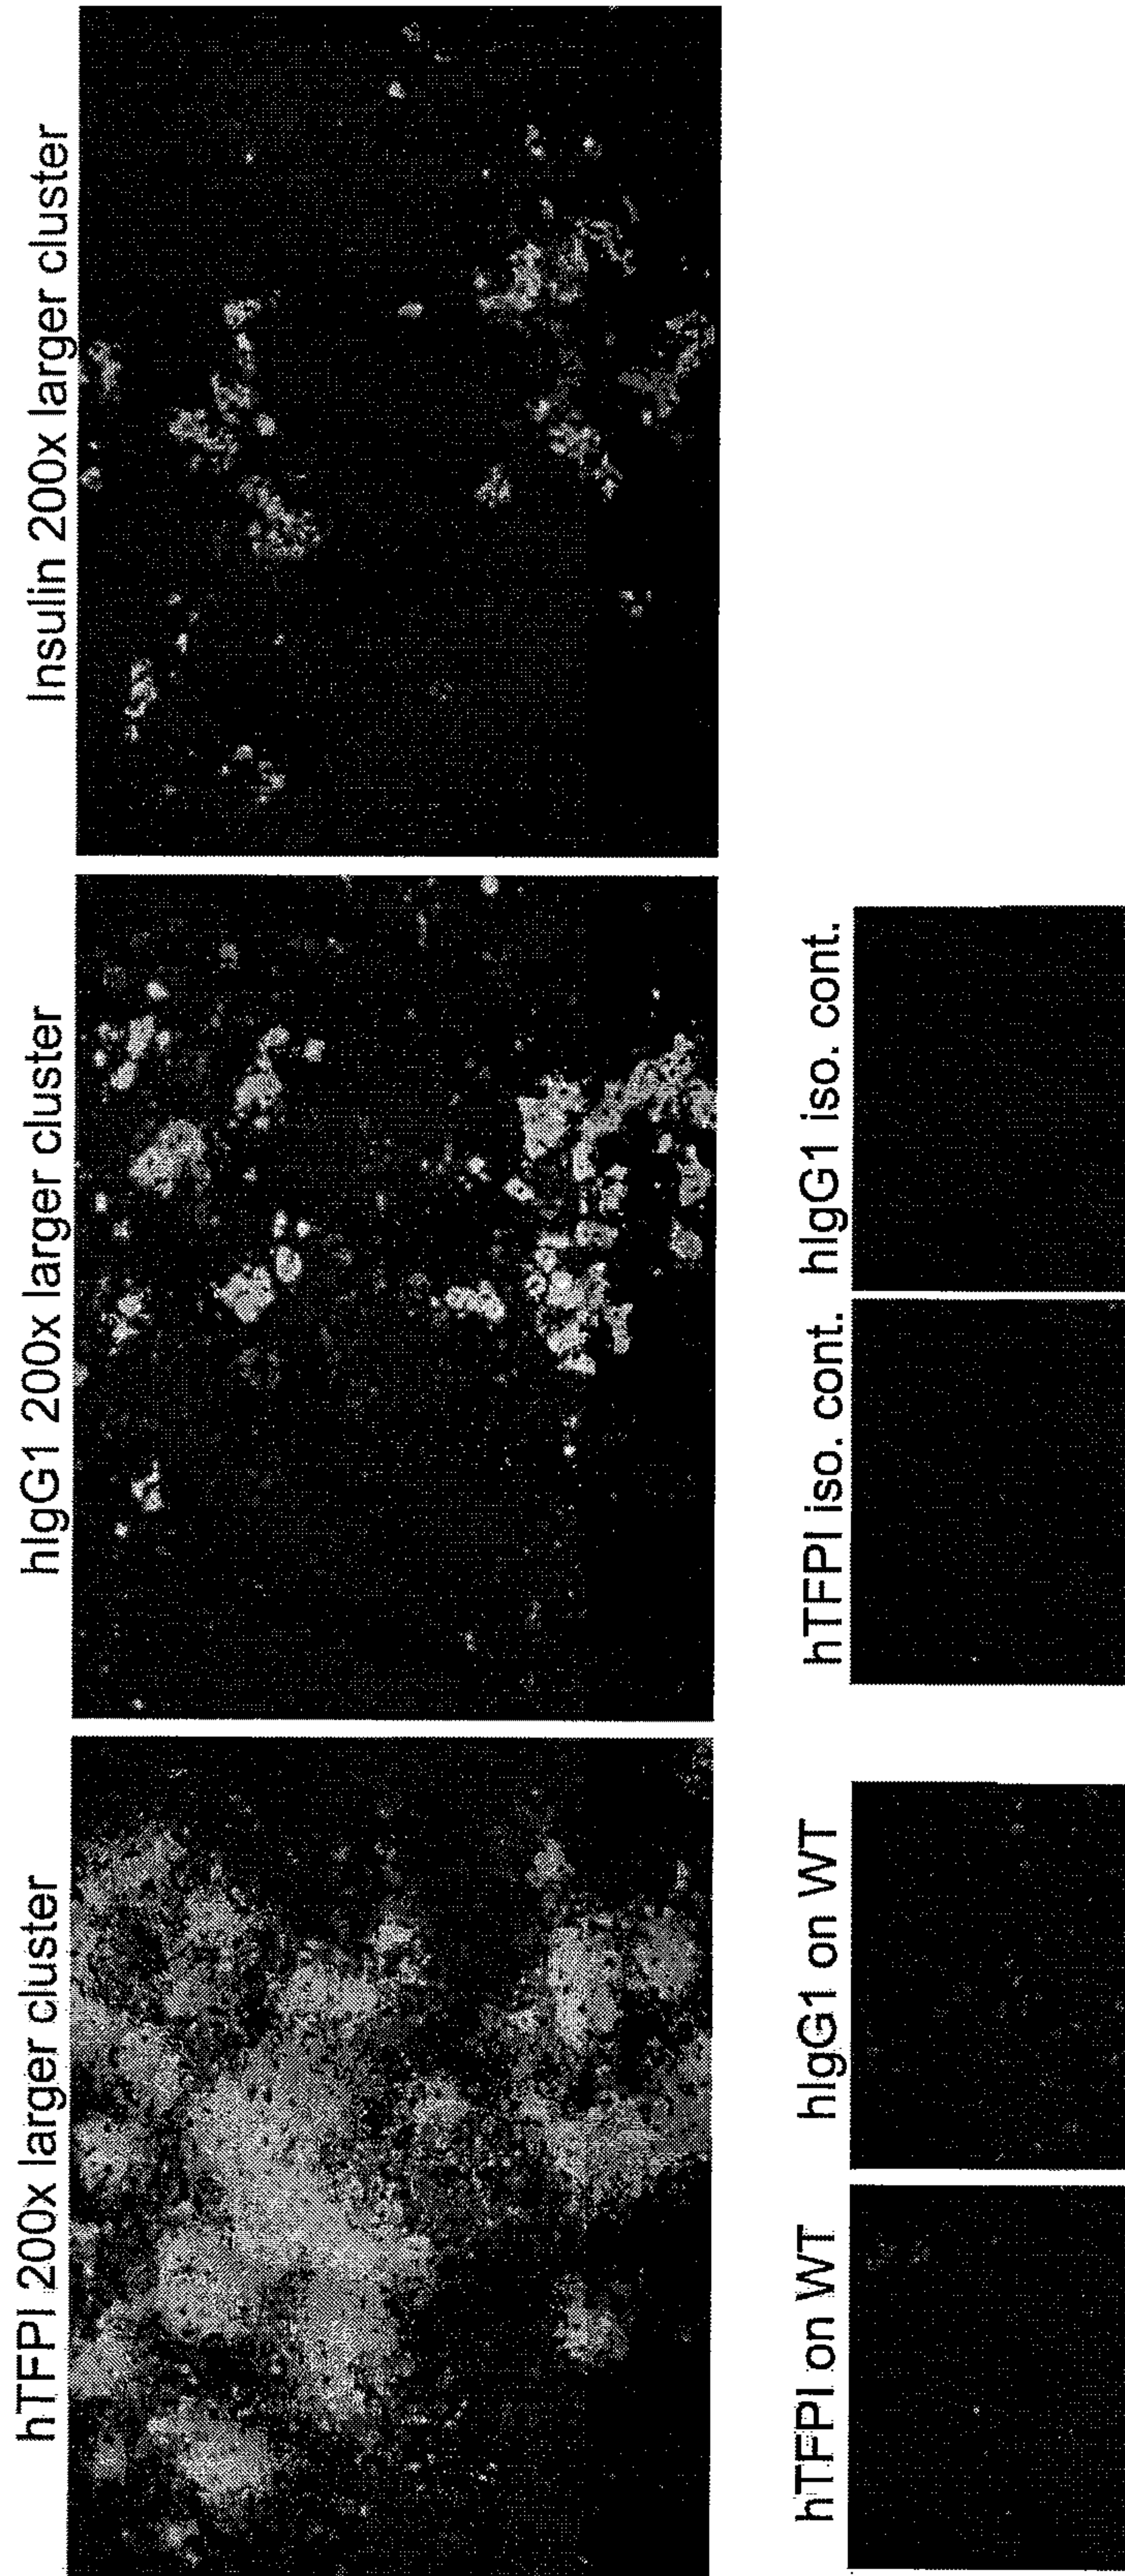 hTFPI 200x larger cluster
hIgG1 200x larger cluster
Insulin 200x larger cluster
hTFPI on WT
hIgG1 on WT
hTFPI iso. cont.
hIgG1 iso. cont.